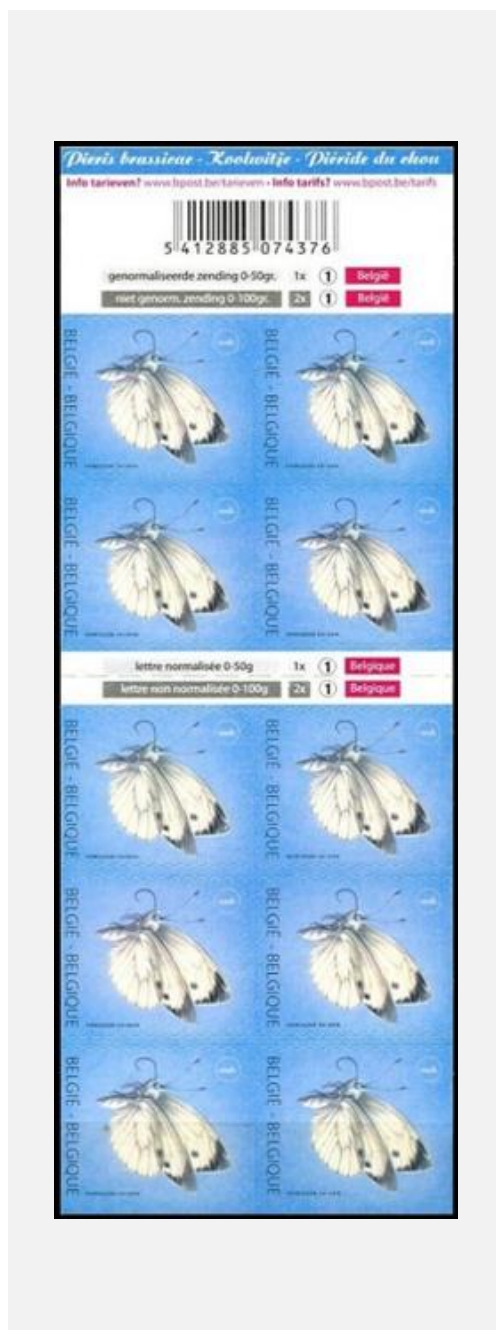 Pieris brassicae - Koolwitje - Piéride du chou
Info tarieven? www.bpost.be/tarieven • Info tarifs? www.bpost.be/tarifs
5 412885 074376
genormaliseerde zending 0-50gr. 1x 1 België
niet genorm. zending 0-100gr. 2x 1 België
BELGIË - BELGIQUE
BELGIË - BELGIQUE
BELGIË - BELGIQUE
BELGIË - BELGIQUE
lettre normalisée 0-50g 1x 1 Belgique
lettre non normalisée 0-100g 2x 1 Belgique
BELGIË - BELGIQUE
BELGIË - BELGIQUE
BELGIË - BELGIQUE
BELGIË - BELGIQUE
BELGIË - BELGIQUE
BELGIË - BELGIQUE